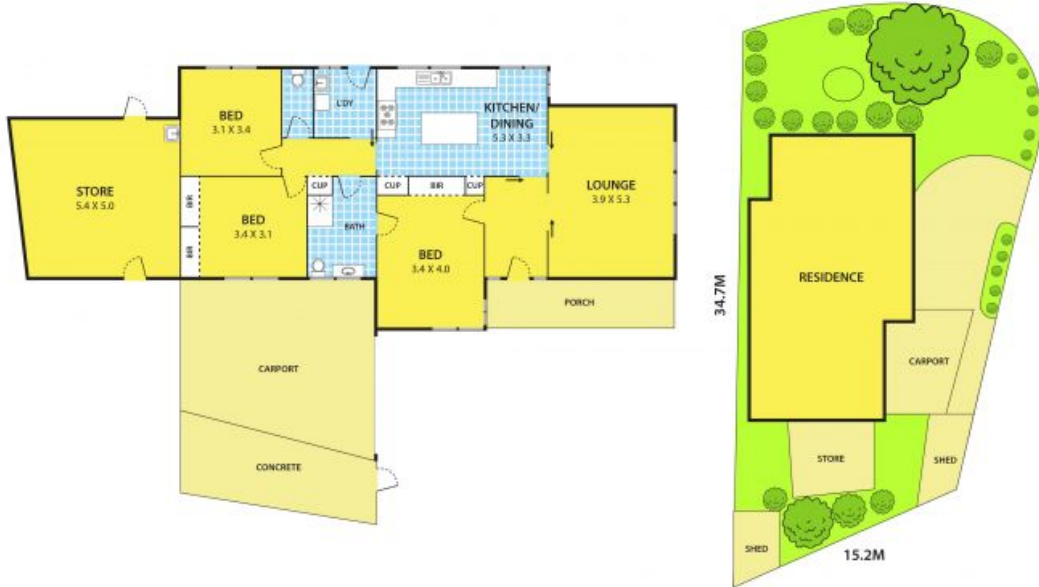 BED
3.1 X 3.4
L'DY
KITCHEN/
DINING
5.3 X 3.3
STORE
5.4 X 5.0
BIR
BIR
BED
3.4 X 3.1
CUP
BATH
CUP
BIR
CUP
BED
3.4 X 4.0
LOUNGE
3.9 X 5.3
PORCH
CARPORT
CONCRETE
34.7M
RESIDENCE
CARPORT
STORE
SHED
SHED
15.2M